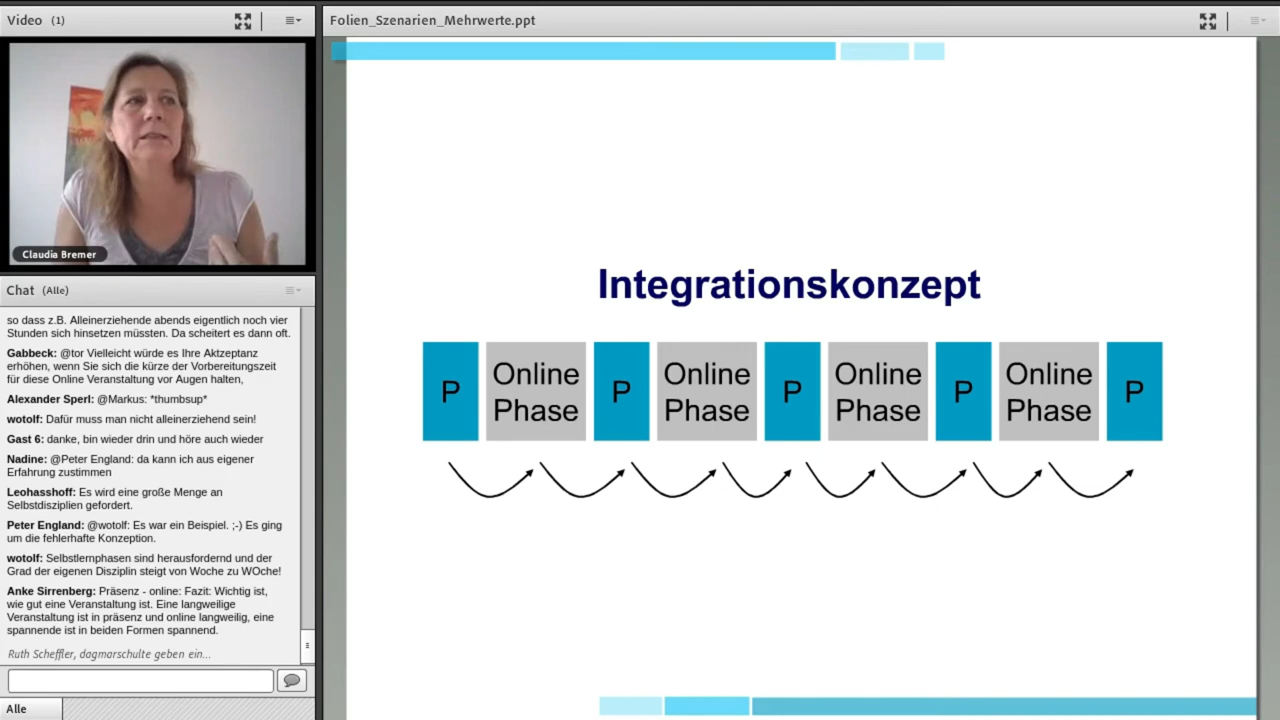 Video (1)
Claudia Bremer
Chat (Alle)
so dass z.B. Alleinerziehende abends eigentlich noch vier
Stunden sich hinsetzen müssten. Da scheitert es dann oft.
Gabbeck: @tor Vielleicht würde es Ihre Aktzeptanz
erhöhen, wenn Sie sich die kürze der Vorbereitungszeit
für diese Online Veranstaltung vor Augen halten,
Alexander Sperl: @Markus: *thumbsup*
wotolf: Dafür muss man nicht alleinerziehend sein!
Gast 6: danke, bin wieder drin und höre auch wieder
Nadine: @Peter England: da kann ich aus eigener
Erfahrung zustimmen
Leohasshoff: Es wird eine große Menge an
Selbstdisziplien gefordert.
Peter England: @wotolf: Es war ein Beispiel. ;-) Es ging
um die fehlerhafte Konzeption.
wotolf: Selbstlernphasen sind herausfordernd und der
Grad der eigenen Disziplin steigt von Woche zu WOche!
Anke Sirrenberg: Präsenz - online: Fazit: Wichtig ist,
wie gut eine Veranstaltung ist. Eine langweilige
Veranstaltung ist in präsenz und online langweilig, eine
spannende ist in beiden Formen spannend.
Ruth Scheffler, dagmarschulte geben ein...
Alle
Folien_Szenarien_Mehrwerte.ppt
Integrationskonzept
P
Online
Phase
P
Online
Phase
P
Online
Phase
P
Online
Phase
P